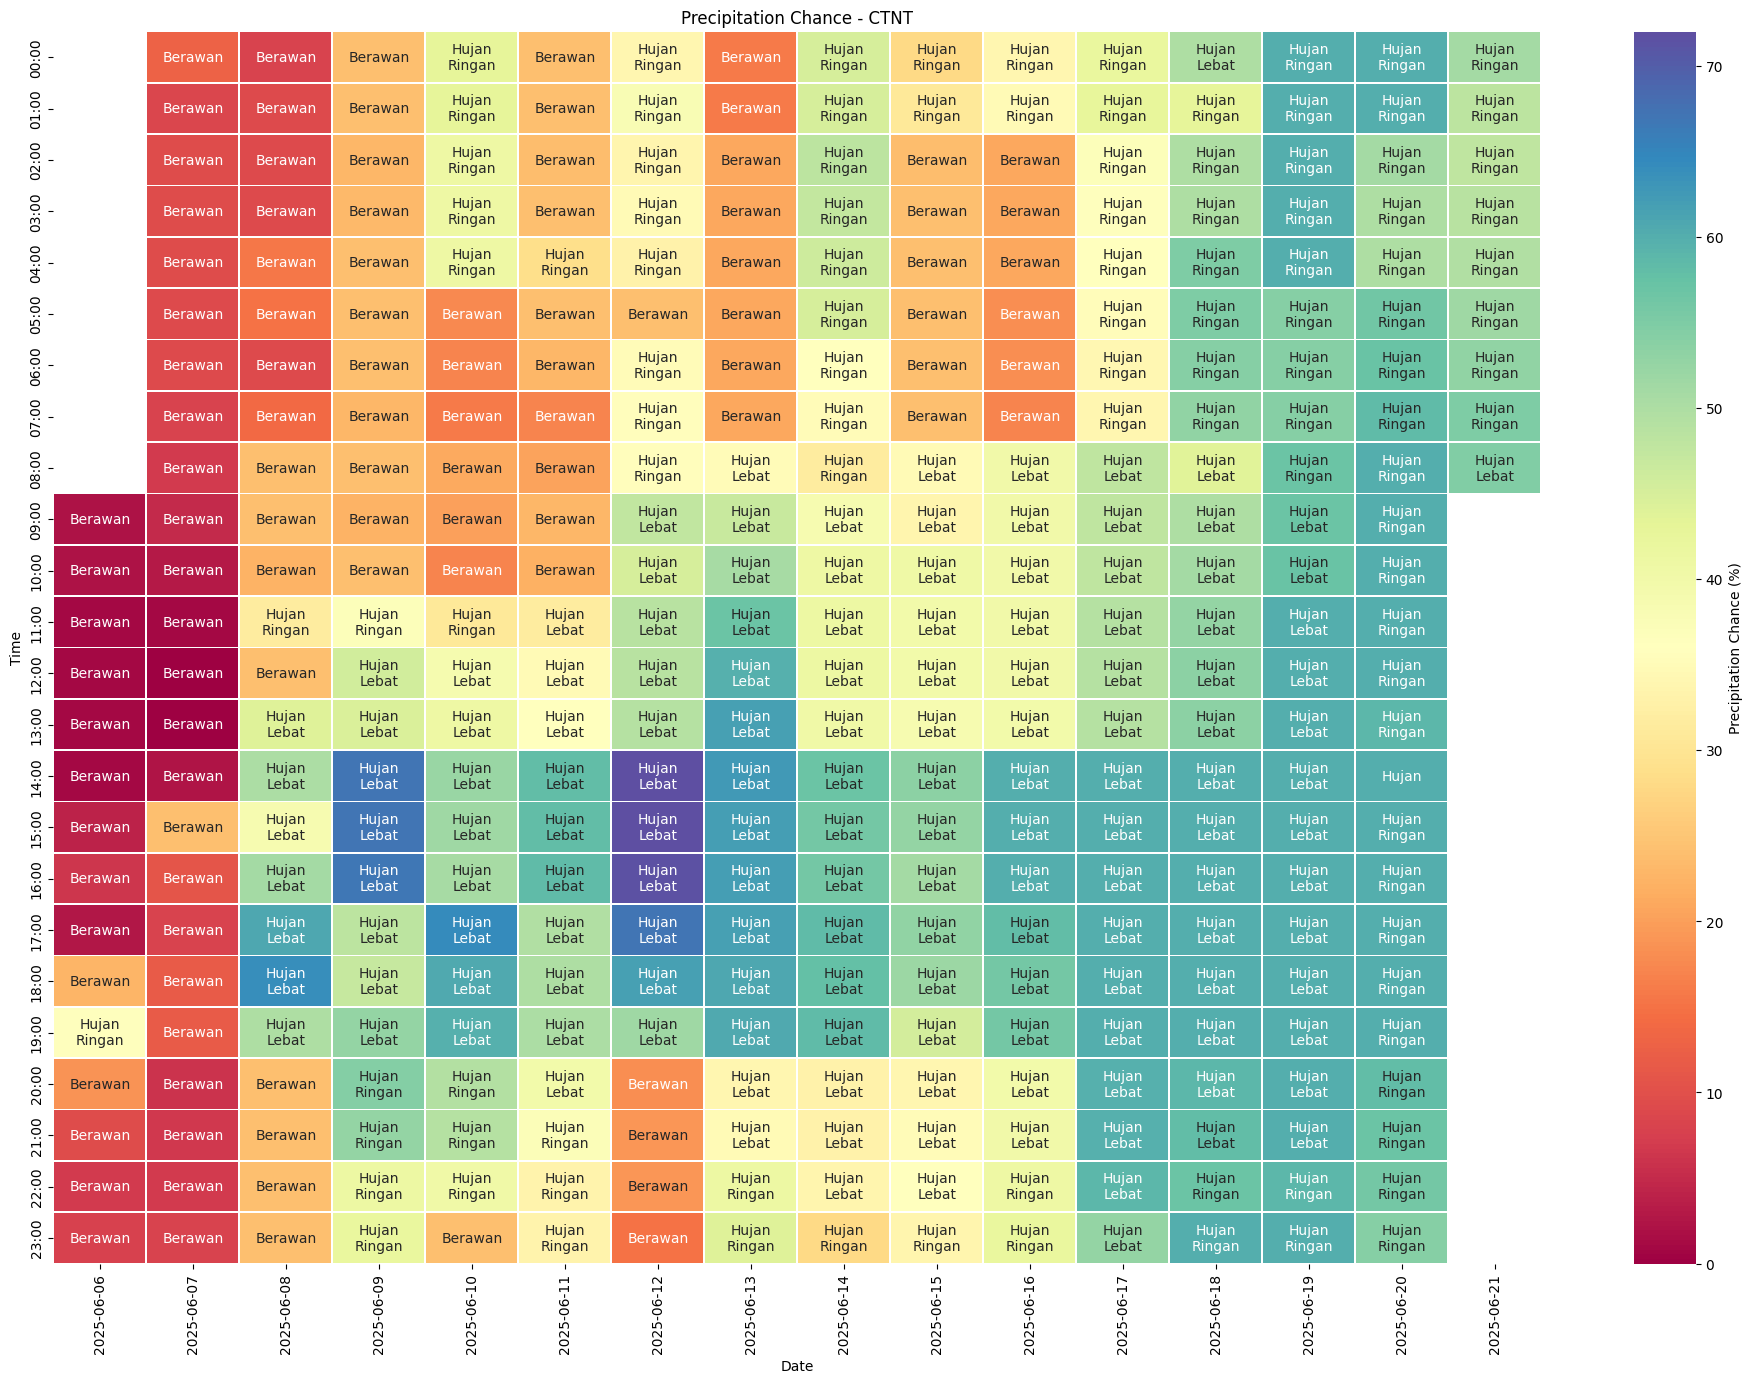 Precipitation Chance - CTNT
00:00 Berawan Berawan Berawan Hujan Ringan Berawan Hujan Ringan Berawan Hujan Ringan Hujan Ringan Hujan Ringan Hujan Ringan Hujan Lebat Hujan Ringan Hujan Ringan Hujan Ringan
01:00 Berawan Berawan Berawan Hujan Ringan Berawan Hujan Ringan Berawan Hujan Ringan Hujan Ringan Hujan Ringan Hujan Ringan Hujan Ringan Hujan Ringan Hujan Ringan Hujan Ringan
02:00 Berawan Berawan Berawan Hujan Ringan Berawan Hujan Ringan Berawan Hujan Ringan Berawan Berawan Hujan Ringan Hujan Ringan Hujan Ringan Hujan Ringan Hujan Ringan
03:00 Berawan Berawan Berawan Hujan Ringan Berawan Hujan Ringan Berawan Hujan Ringan Berawan Berawan Hujan Ringan Hujan Ringan Hujan Ringan Hujan Ringan Hujan Ringan
04:00 Berawan Berawan Berawan Hujan Ringan Hujan Ringan Hujan Ringan Berawan Hujan Ringan Berawan Berawan Hujan Ringan Hujan Ringan Hujan Ringan Hujan Ringan Hujan Ringan
05:00 Berawan Berawan Berawan Berawan Berawan Berawan Berawan Hujan Ringan Berawan Berawan Hujan Ringan Hujan Ringan Hujan Ringan Hujan Ringan Hujan Ringan
06:00 Berawan Berawan Berawan Berawan Berawan Hujan Ringan Berawan Hujan Ringan Berawan Berawan Hujan Ringan Hujan Ringan Hujan Ringan Hujan Ringan Hujan Ringan
07:00 Berawan Berawan Berawan Berawan Berawan Hujan Ringan Berawan Hujan Ringan Berawan Berawan Hujan Ringan Hujan Ringan Hujan Ringan Hujan Ringan Hujan Ringan
08:00 Berawan Berawan Berawan Berawan Berawan Hujan Ringan Hujan Lebat Hujan Ringan Hujan Lebat Hujan Lebat Hujan Lebat Hujan Lebat Hujan Ringan Hujan Ringan Hujan Lebat
09:00 Berawan Berawan Berawan Berawan Berawan Berawan Hujan Lebat Hujan Lebat Hujan Lebat Hujan Lebat Hujan Lebat Hujan Lebat Hujan Lebat Hujan Lebat Hujan Ringan
10:00 Berawan Berawan Berawan Berawan Berawan Berawan Hujan Lebat Hujan Lebat Hujan Lebat Hujan Lebat Hujan Lebat Hujan Lebat Hujan Lebat Hujan Lebat Hujan Ringan
11:00 Berawan Berawan Hujan Ringan Hujan Ringan Hujan Ringan Hujan Lebat Hujan Lebat Hujan Lebat Hujan Lebat Hujan Lebat Hujan Lebat Hujan Lebat Hujan Lebat Hujan Lebat Hujan Ringan
12:00 Berawan Berawan Berawan Hujan Lebat Hujan Lebat Hujan Lebat Hujan Lebat Hujan Lebat Hujan Lebat Hujan Lebat Hujan Lebat Hujan Lebat Hujan Lebat Hujan Lebat Hujan Ringan
13:00 Berawan Berawan Hujan Lebat Hujan Lebat Hujan Lebat Hujan Lebat Hujan Lebat Hujan Lebat Hujan Lebat Hujan Lebat Hujan Lebat Hujan Lebat Hujan Lebat Hujan Lebat Hujan Ringan
14:00 Berawan Berawan Hujan Lebat Hujan Lebat Hujan Lebat Hujan Lebat Hujan Lebat Hujan Lebat Hujan Lebat Hujan Lebat Hujan Lebat Hujan Lebat Hujan Lebat Hujan Lebat Hujan
15:00 Berawan Berawan Hujan Lebat Hujan Lebat Hujan Lebat Hujan Lebat Hujan Lebat Hujan Lebat Hujan Lebat Hujan Lebat Hujan Lebat Hujan Lebat Hujan Lebat Hujan Lebat Hujan Ringan
16:00 Berawan Berawan Hujan Lebat Hujan Lebat Hujan Lebat Hujan Lebat Hujan Lebat Hujan Lebat Hujan Lebat Hujan Lebat Hujan Lebat Hujan Lebat Hujan Lebat Hujan Lebat Hujan Ringan
17:00 Berawan Berawan Hujan Lebat Hujan Lebat Hujan Lebat Hujan Lebat Hujan Lebat Hujan Lebat Hujan Lebat Hujan Lebat Hujan Lebat Hujan Lebat Hujan Lebat Hujan Lebat Hujan Ringan
18:00 Berawan Berawan Hujan Lebat Hujan Lebat Hujan Lebat Hujan Lebat Hujan Lebat Hujan Lebat Hujan Lebat Hujan Lebat Hujan Lebat Hujan Lebat Hujan Lebat Hujan Lebat Hujan Ringan
19:00 Hujan Ringan Berawan Hujan Lebat Hujan Lebat Hujan Lebat Hujan Lebat Hujan Lebat Hujan Lebat Hujan Lebat Hujan Lebat Hujan Lebat Hujan Lebat Hujan Lebat Hujan Lebat Hujan Ringan
20:00 Berawan Berawan Berawan Hujan Ringan Hujan Ringan Hujan Lebat Berawan Hujan Lebat Hujan Lebat Hujan Lebat Hujan Lebat Hujan Lebat Hujan Lebat Hujan Lebat Hujan Ringan
21:00 Berawan Berawan Berawan Hujan Ringan Hujan Ringan Hujan Ringan Berawan Hujan Lebat Hujan Lebat Hujan Lebat Hujan Lebat Hujan Lebat Hujan Lebat Hujan Lebat Hujan Ringan
22:00 Berawan Berawan Berawan Hujan Ringan Hujan Ringan Hujan Ringan Berawan Hujan Ringan Hujan Lebat Hujan Lebat Hujan Ringan Hujan Lebat Hujan Ringan Hujan Ringan Hujan Ringan
23:00 Berawan Berawan Berawan Hujan Ringan Berawan Hujan Ringan Berawan Hujan Ringan Hujan Ringan Hujan Ringan Hujan Ringan Hujan Lebat Hujan Ringan Hujan Ringan Hujan Ringan
Time
2025-06-06 2025-06-07 2025-06-08 2025-06-09 2025-06-10 2025-06-11 2025-06-12 2025-06-13 2025-06-14 2025-06-15 2025-06-16 2025-06-17 2025-06-18 2025-06-19 2025-06-20 2025-06-21
Date
70
60
50
40
30
20
10
0
Precipitation Chance (%)